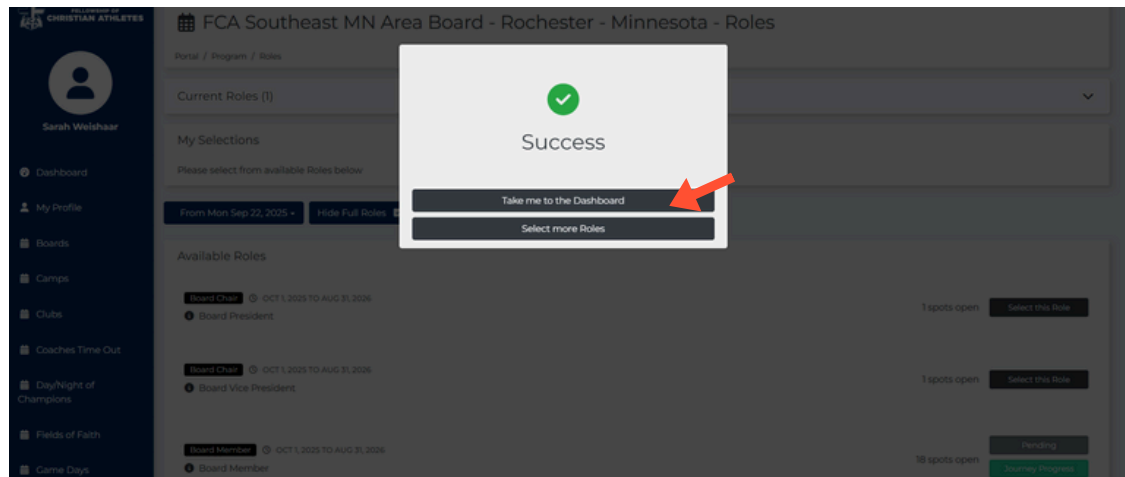 FELLOWSHIP OF
CHRISTIAN ATHLETES
Sarah Weishaar
Dashboard
My Profile
Boards
Camps
Clubs
Coaches Time Out
Day/Night of
Champions
Fields of Faith
Game Days
FCA Southeast MN Area Board - Rochester - Minnesota - Roles
Portal / Program / Roles
Current Roles (1)
My Selections
Please select from available Roles below
From Mon Sep 22, 2025
Hide Full Roles
Success
Take me to the Dashboard
Select more Roles
Available Roles
Board Chair OCT 1, 2025 TO AUG 31, 2026
Board President
1 spots open
Select this Role
Board Chair OCT 1, 2025 TO AUG 31, 2026
Board Vice President
1 spots open
Select this Role
Board Member OCT 1, 2025 TO AUG 31, 2026
Board Member
18 spots open
Pending
Journey Progress